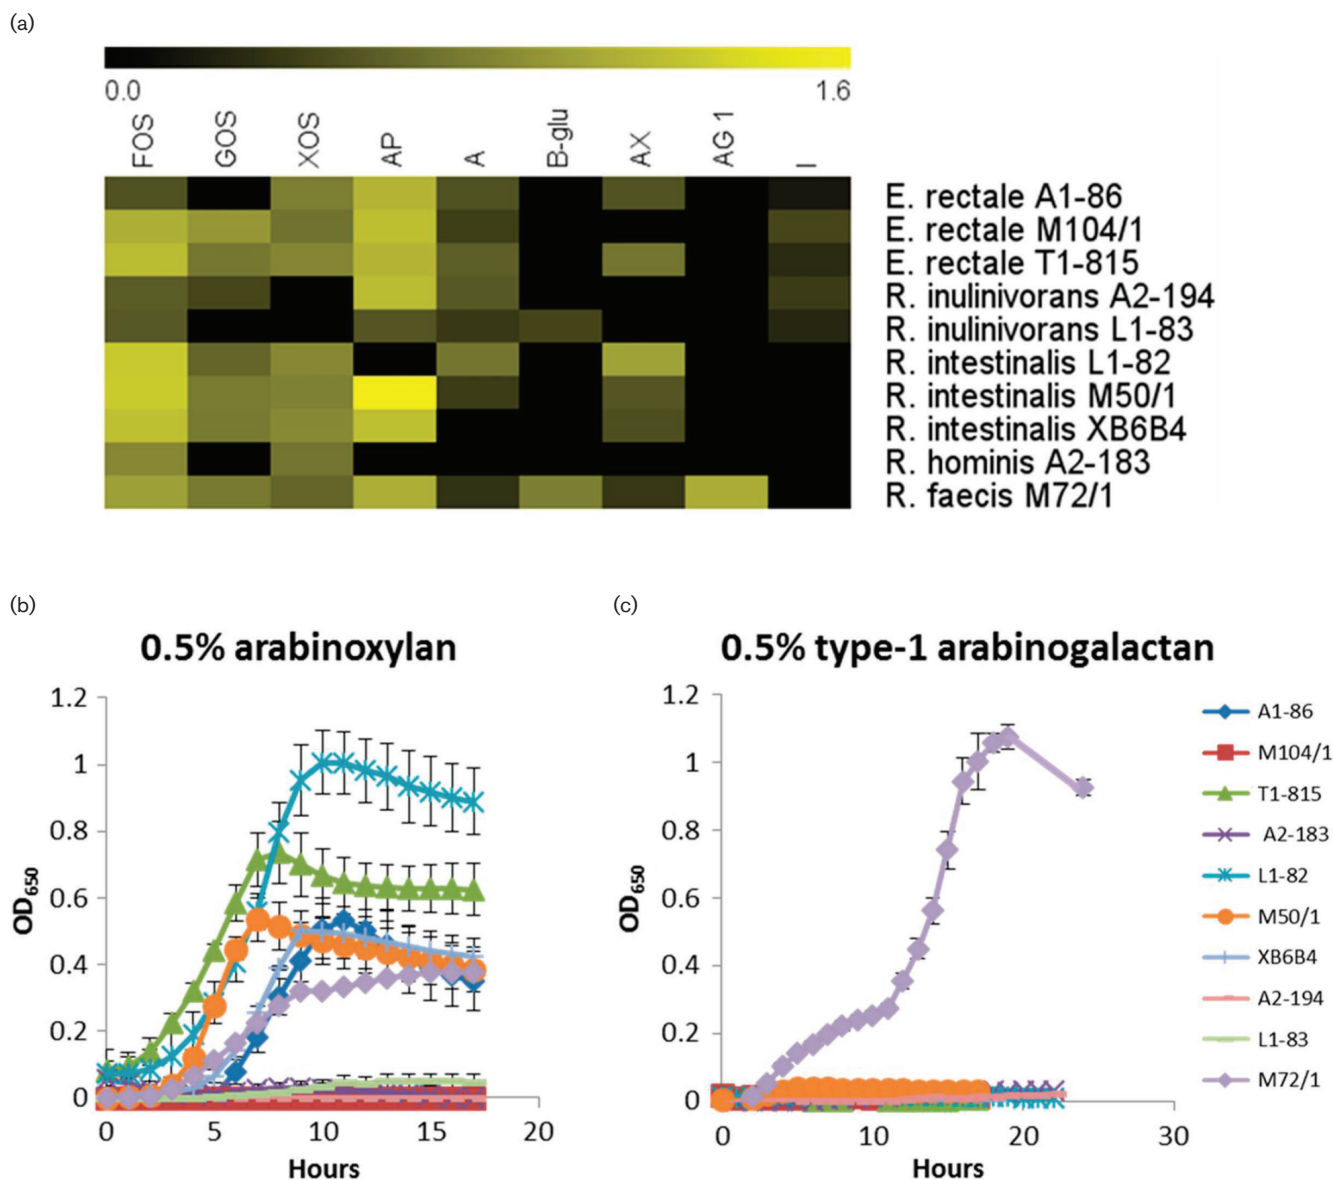 (a)
0.0 1.6
FOS GOS XOS AP A B-glu AX AG 1 I
E. rectale A1-86
E. rectale M104/1
E. rectale T1-815
R. inulinivorans A2-194
R. inulinivorans L1-83
R. intestinalis L1-82
R. intestinalis M50/1
R. intestinalis XB6B4
R. hominis A2-183
R. faecis M72/1
(b)
0.5% arabinoxylan
1.2
1
0.8
0.6
0.4
0.2
0
OD650
0 5 10 15 20
Hours
(c)
0.5% type-1 arabinogalactan
1.2
1
0.8
0.6
0.4
0.2
0
OD650
0 10 20 30
Hours
A1-86
M104/1
T1-815
A2-183
L1-82
M50/1
XB6B4
A2-194
L1-83
M72/1